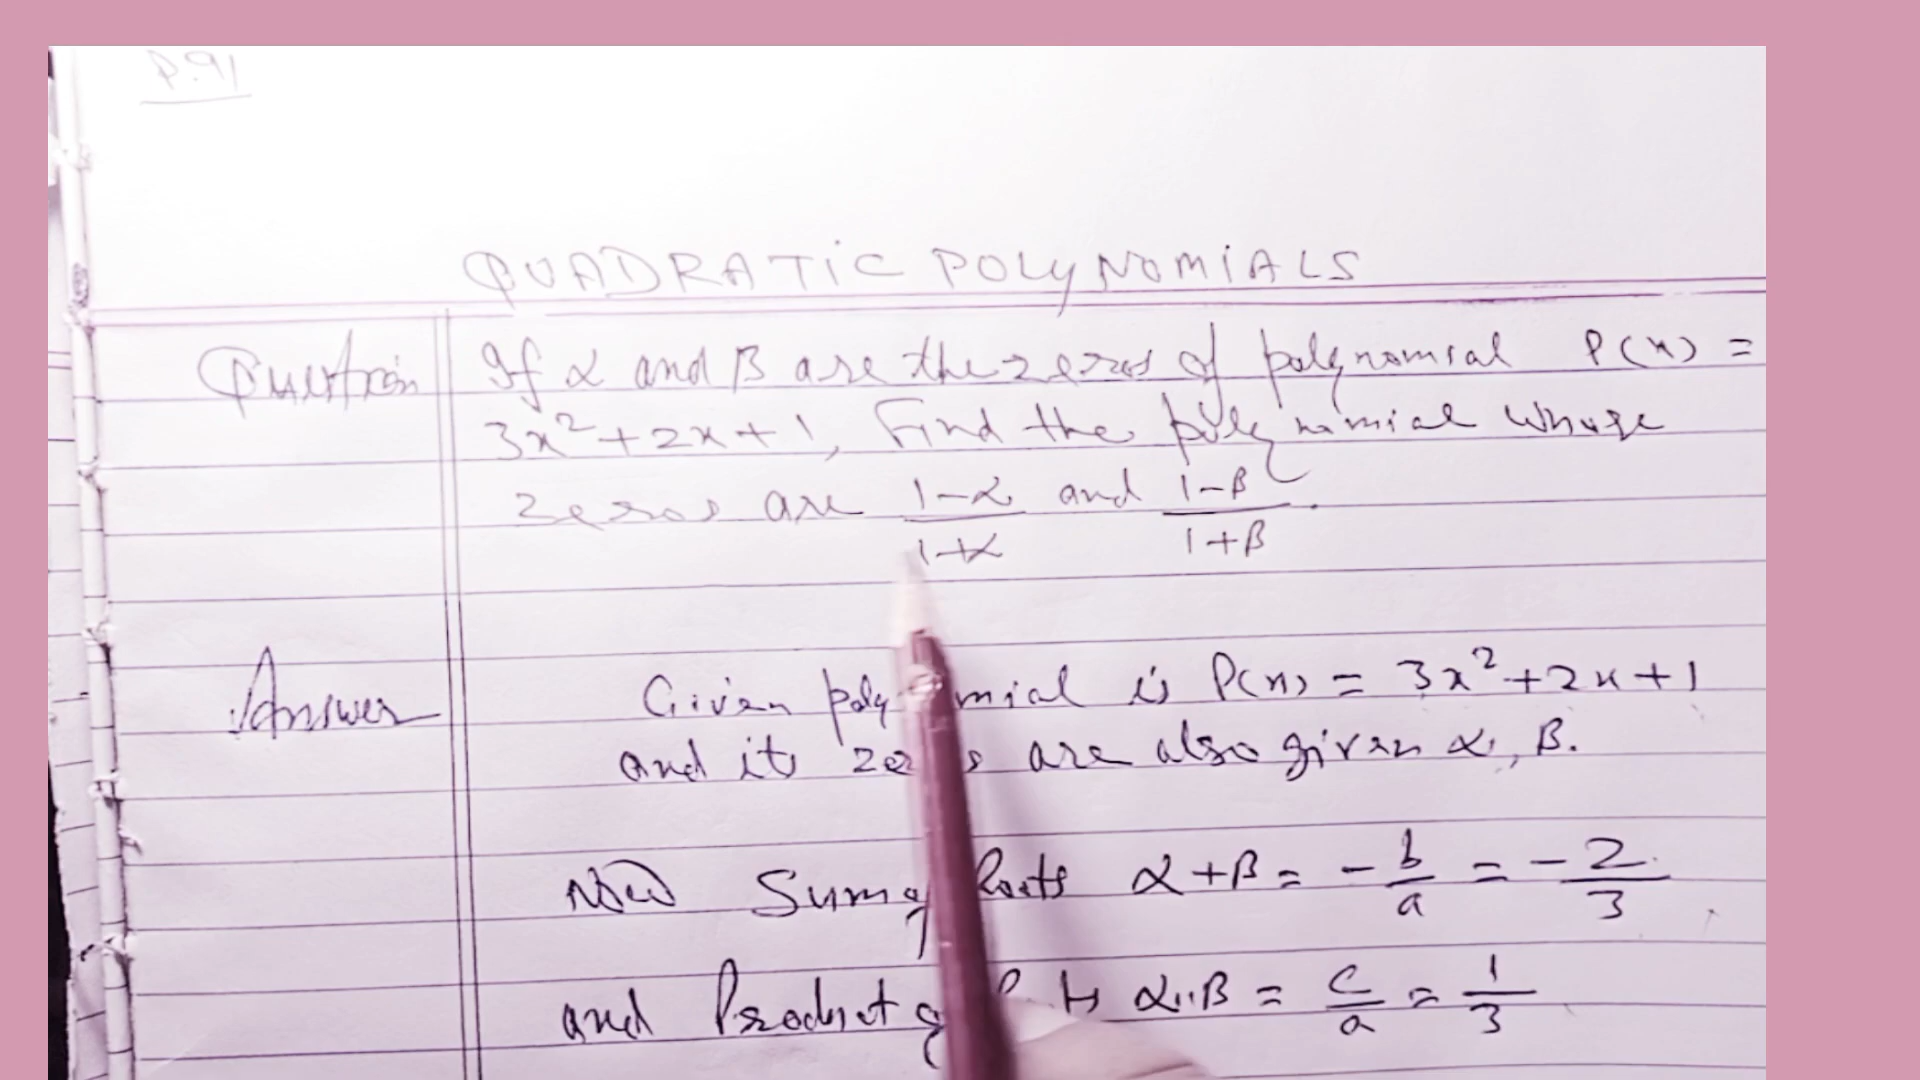 P.91
QUADRATIC POLYNOMIALS
Question If α and β are the zeros of polynomial P(x) =
3x² + 2x + 1, Find the polynomial whose
zeros are 1-α/1+α and 1-β/1+β.
Answer Given polynomial is P(x) = 3x² + 2x + 1
and its zeros are also given α, β.
Now Sum of Roots α + β = - b/a = - 2/3
and Product of α.β = c/a = 1/3